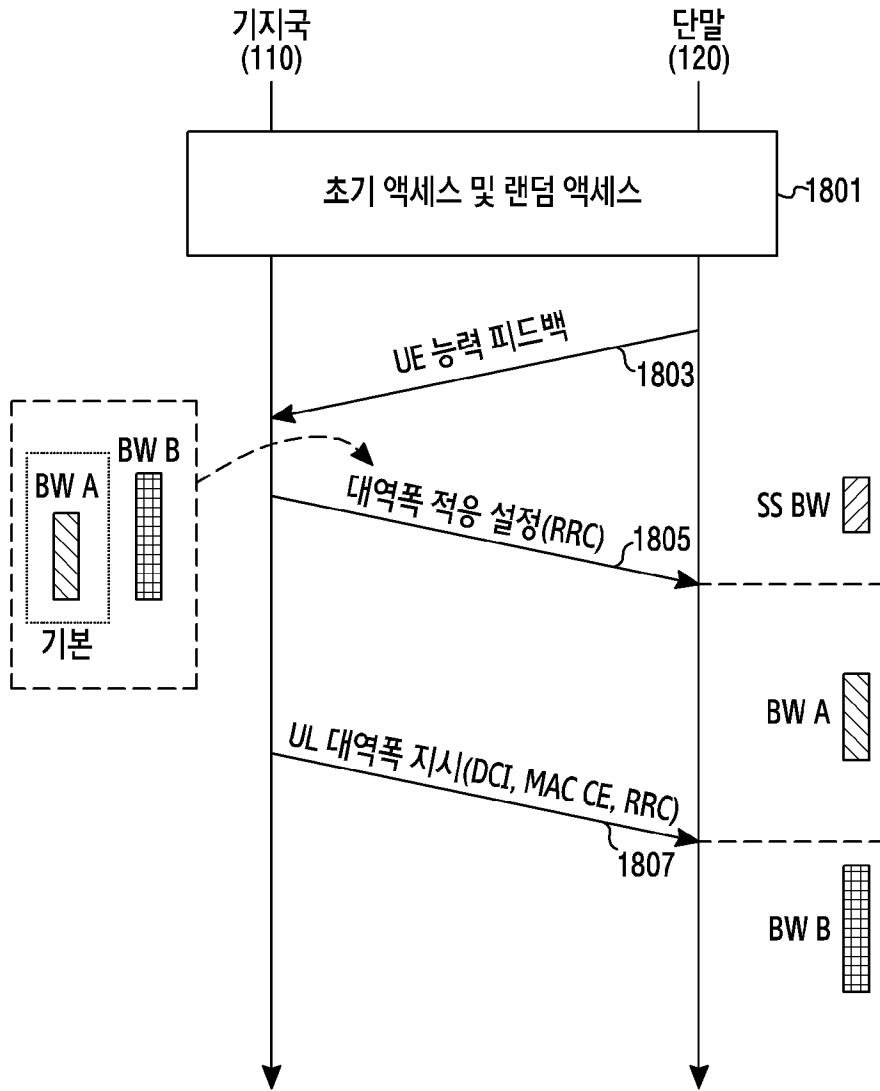 기지국
(110)
단말
(120)
초기 액세스 및 랜덤 액세스
1801
UE 능력 피드백
1803
BW B
BW A
기본
대역폭 적응 설정(RRC)
1805
SS BW
BW A
UL 대역폭 지시(DCI, MAC CE, RRC)
1807
BW B